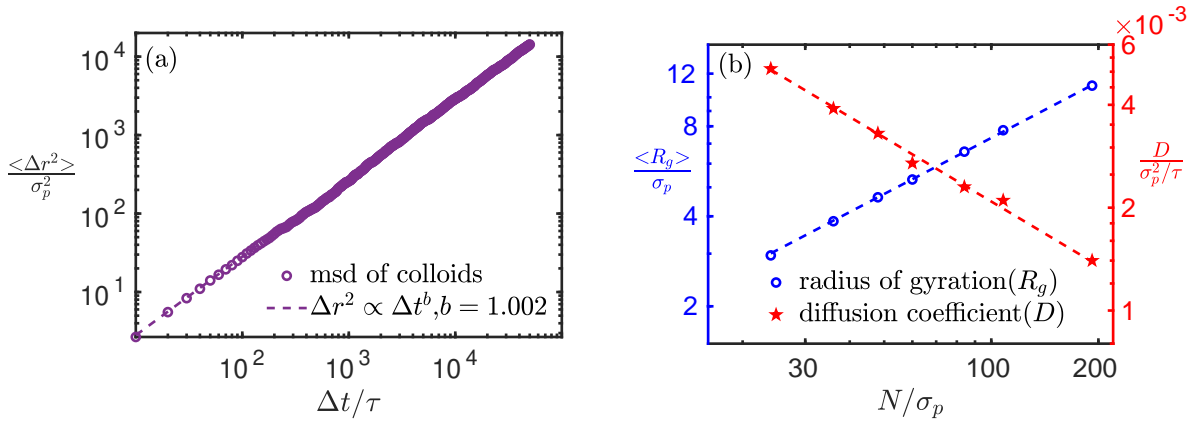 (a)
10^4
10^3
10^2
10^1
<Δr^2>
σ_p^2
msd of colloids
Δr^2 ∝ Δt^b,b = 1.002
10^2 10^3 10^4
Δt/τ
×10^-3
(b)
12
8
4
2
<R_g>
σ_p
6
4
2
1
D
σ_p^2/τ
radius of gyration(R_g)
diffusion coefficient(D)
30 100 200
N/σ_p